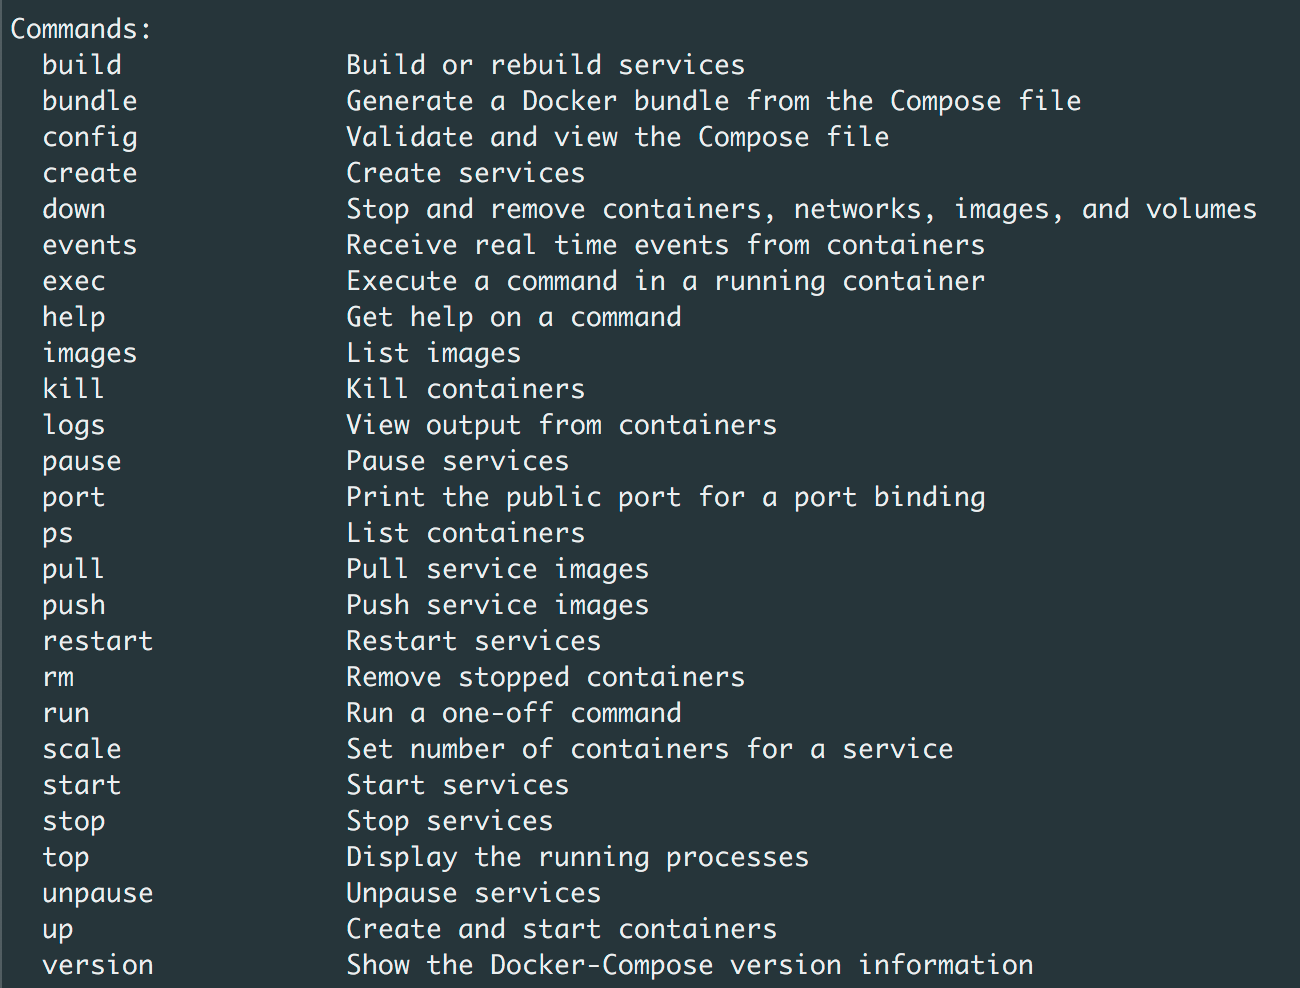 Commands:
  build              Build or rebuild services
  bundle             Generate a Docker bundle from the Compose file
  config             Validate and view the Compose file
  create             Create services
  down               Stop and remove containers, networks, images, and volumes
  events             Receive real time events from containers
  exec               Execute a command in a running container
  help               Get help on a command
  images             List images
  kill               Kill containers
  logs               View output from containers
  pause              Pause services
  port               Print the public port for a port binding
  ps                 List containers
  pull               Pull service images
  push               Push service images
  restart            Restart services
  rm                 Remove stopped containers
  run                Run a one-off command
  scale              Set number of containers for a service
  start              Start services
  stop               Stop services
  top                Display the running processes
  unpause            Unpause services
  up                 Create and start containers
  version            Show the Docker-Compose version information